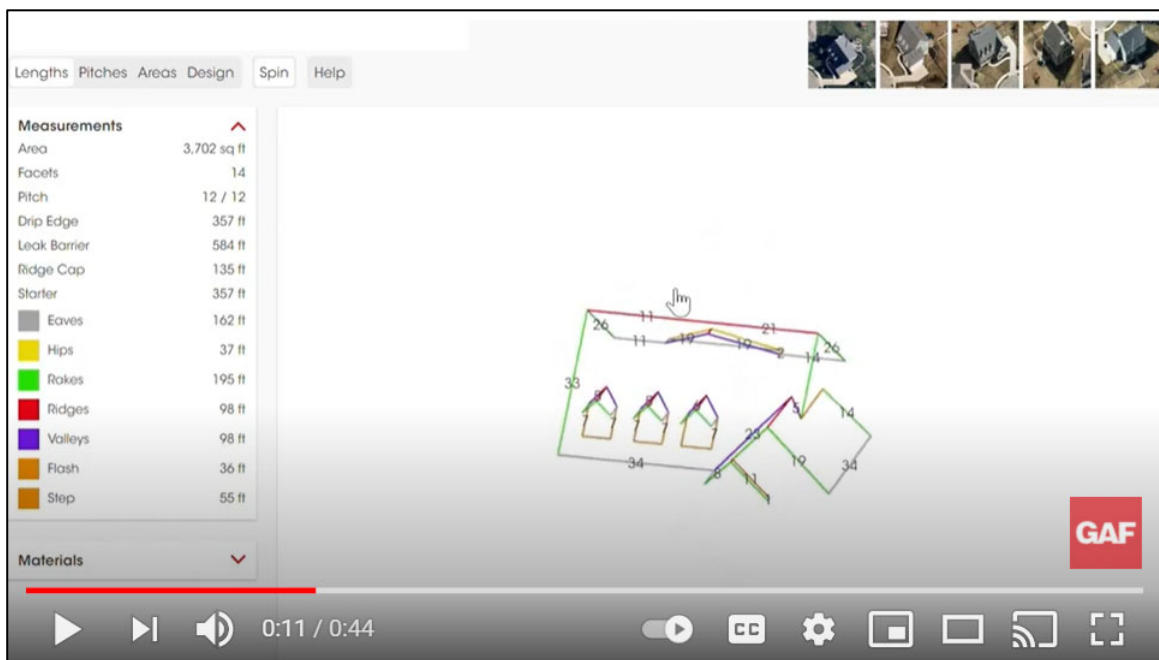 Lengths Pitches Areas Design Spin Help
Measurements
Area 3,702 sq ft
Facets 14
Pitch 12 / 12
Drip Edge 357 ft
Leak Barrier 584 ft
Ridge Cap 135 ft
Starter 357 ft
Eaves 162 ft
Hips 37 ft
Rakes 195 ft
Ridges 98 ft
Valleys 98 ft
Flash 36 ft
Step 55 ft
Materials
11 21
26 11 19 19 2 14 26
33
5 14
23
34 8 11 19 34
1
GAF
0:11 / 0:44
CC